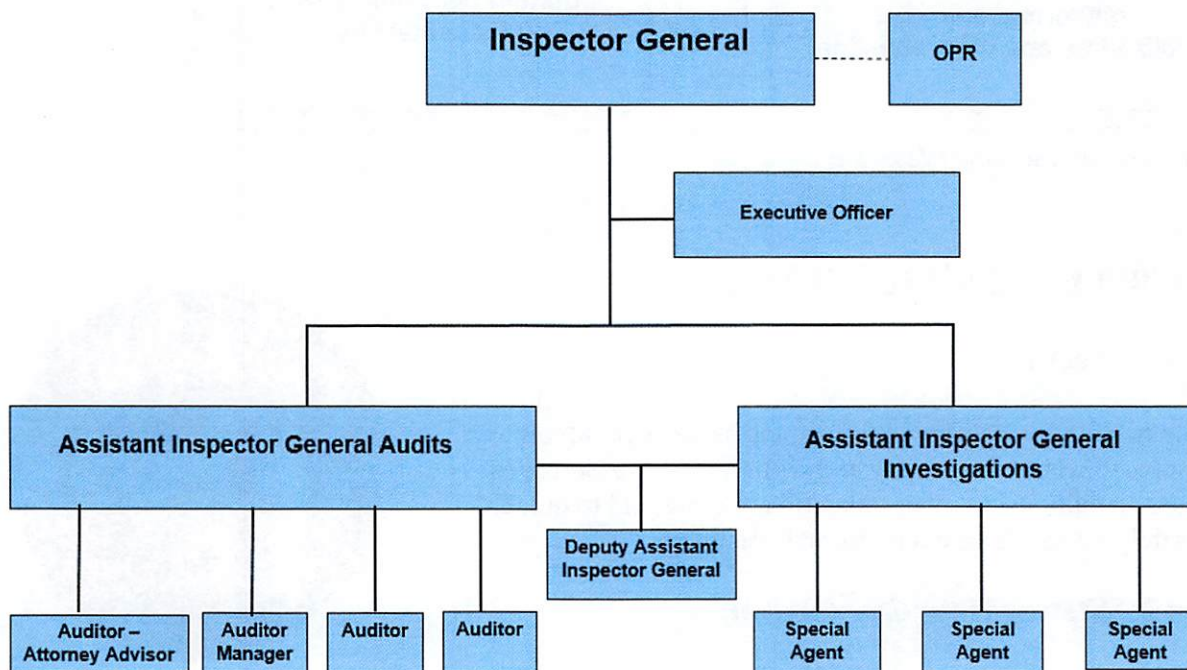 Inspector General
OPR
Executive Officer
Assistant Inspector General Audits
Assistant Inspector General
Investigations
Deputy Assistant
Inspector General
Auditor –
Attorney Advisor
Auditor
Manager
Auditor
Auditor
Special
Agent
Special
Agent
Special
Agent